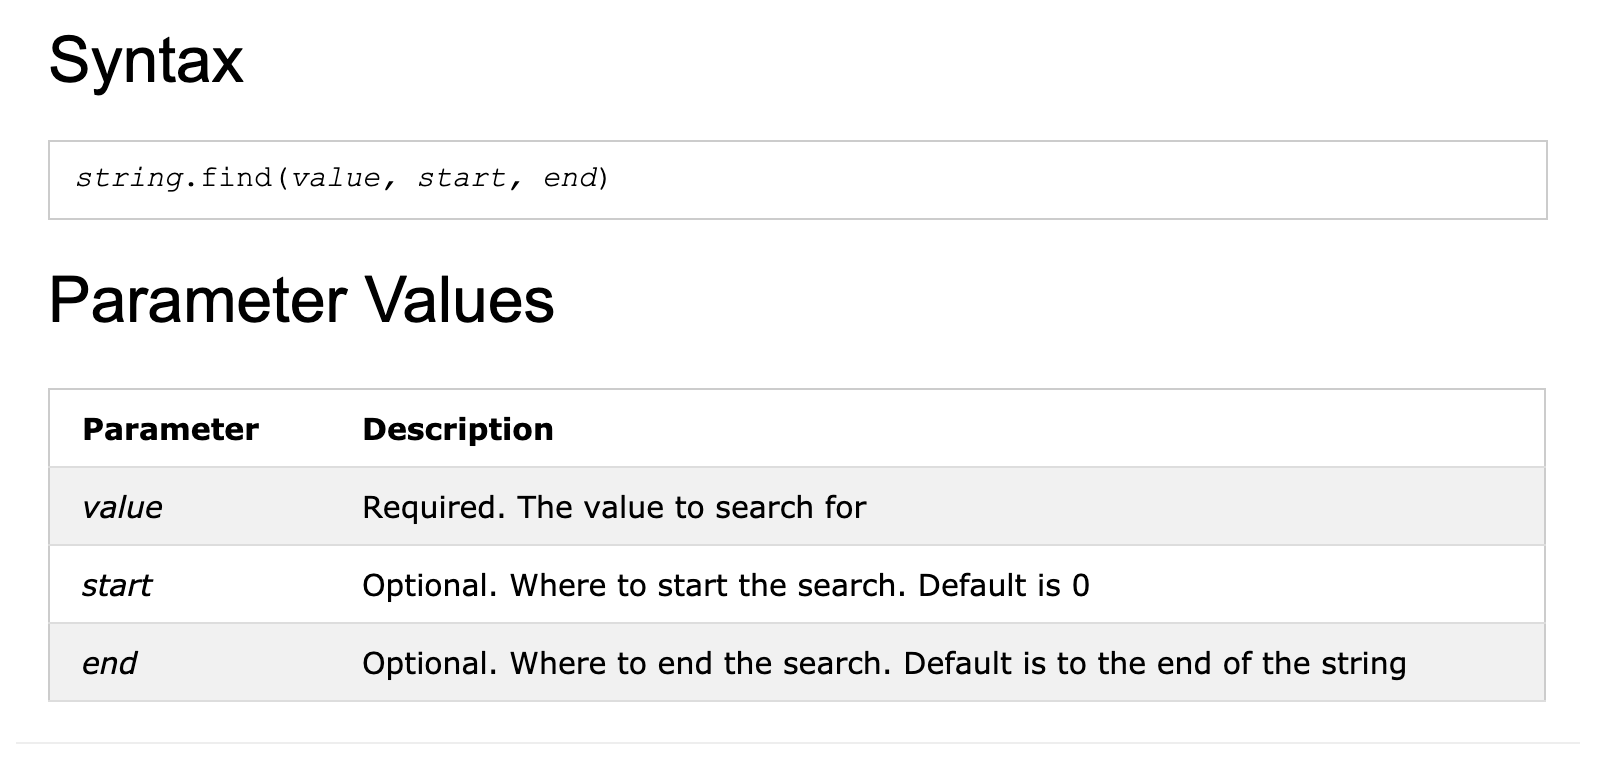 Syntax
string.find(value, start, end)
Parameter Values
Parameter Description
value Required. The value to search for
start Optional. Where to start the search. Default is 0
end Optional. Where to end the search. Default is to the end of the string